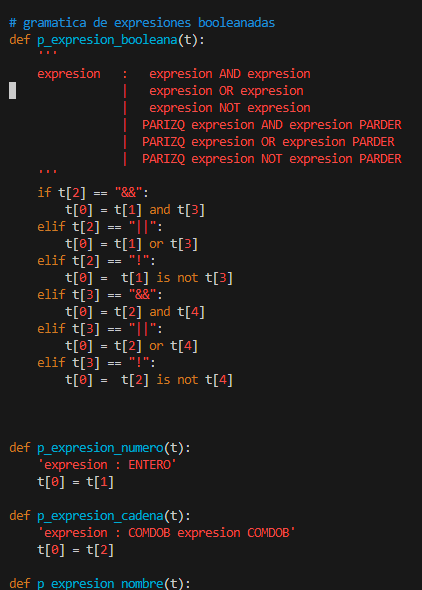 # gramatica de expresiones booleanadas
def p_expresion_booleana(t):
    '''
    expresion   :   expresion AND expresion
                |   expresion OR expresion
                |   expresion NOT expresion
                |  PARIZQ expresion AND expresion PARDER
                |  PARIZQ expresion OR expresion PARDER
                |  PARIZQ expresion NOT expresion PARDER
    '''
    if t[2] == "&&":
        t[0] = t[1] and t[3]
    elif t[2] == "||":
        t[0] = t[1] or t[3]
    elif t[2] == "!":
        t[0] =  t[1] is not t[3]
    elif t[3] == "&&":
        t[0] = t[2] and t[4]
    elif t[3] == "||":
        t[0] = t[2] or t[4]
    elif t[3] == "!":
        t[0] =  t[2] is not t[4]
def p_expresion_numero(t):
    'expresion : ENTERO'
    t[0] = t[1]
def p_expresion_cadena(t):
    'expresion : COMDOB expresion COMDOB'
    t[0] = t[2]
def p_expresion_nombre(t):